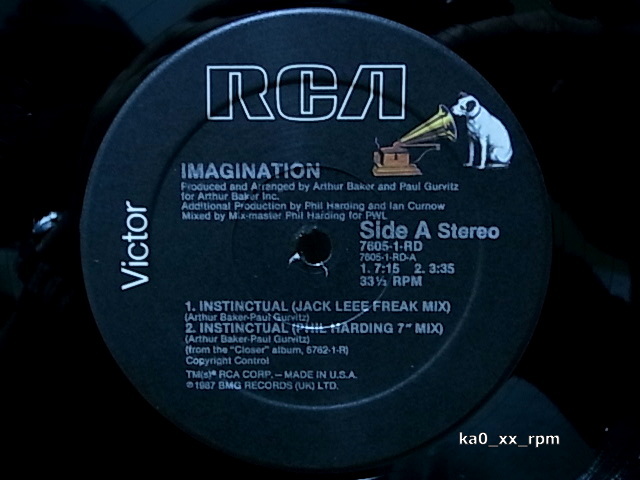 RCA
IMAGINATION
Produced and Arranged by Arthur Baker and Paul Gurvitz
for Arthur Baker Inc.
Additional Production by Phil Harding and Ian Curnow
Mixed by Mix-master Phil Harding for PWL
Victor
Side A Stereo
7605-1-RD
7605-1-RD-A
1. 7:15 2. 3:35
33⅓ RPM
1. INSTINCTUAL (JACK LEEE FREAK MIX)
(Arthur Baker-Paul Gurvitz)
2. INSTINCTUAL (PHIL HARDING 7" MIX)
(Arthur Baker-Paul Gurvitz)
(from the "Closer" album, 6762-1-R)
Copyright Control
TM(s)® RCA CORP. – MADE IN U.S.A.
℗1987 BMG RECORDS (UK) LTD.
ka0_xx_rpm